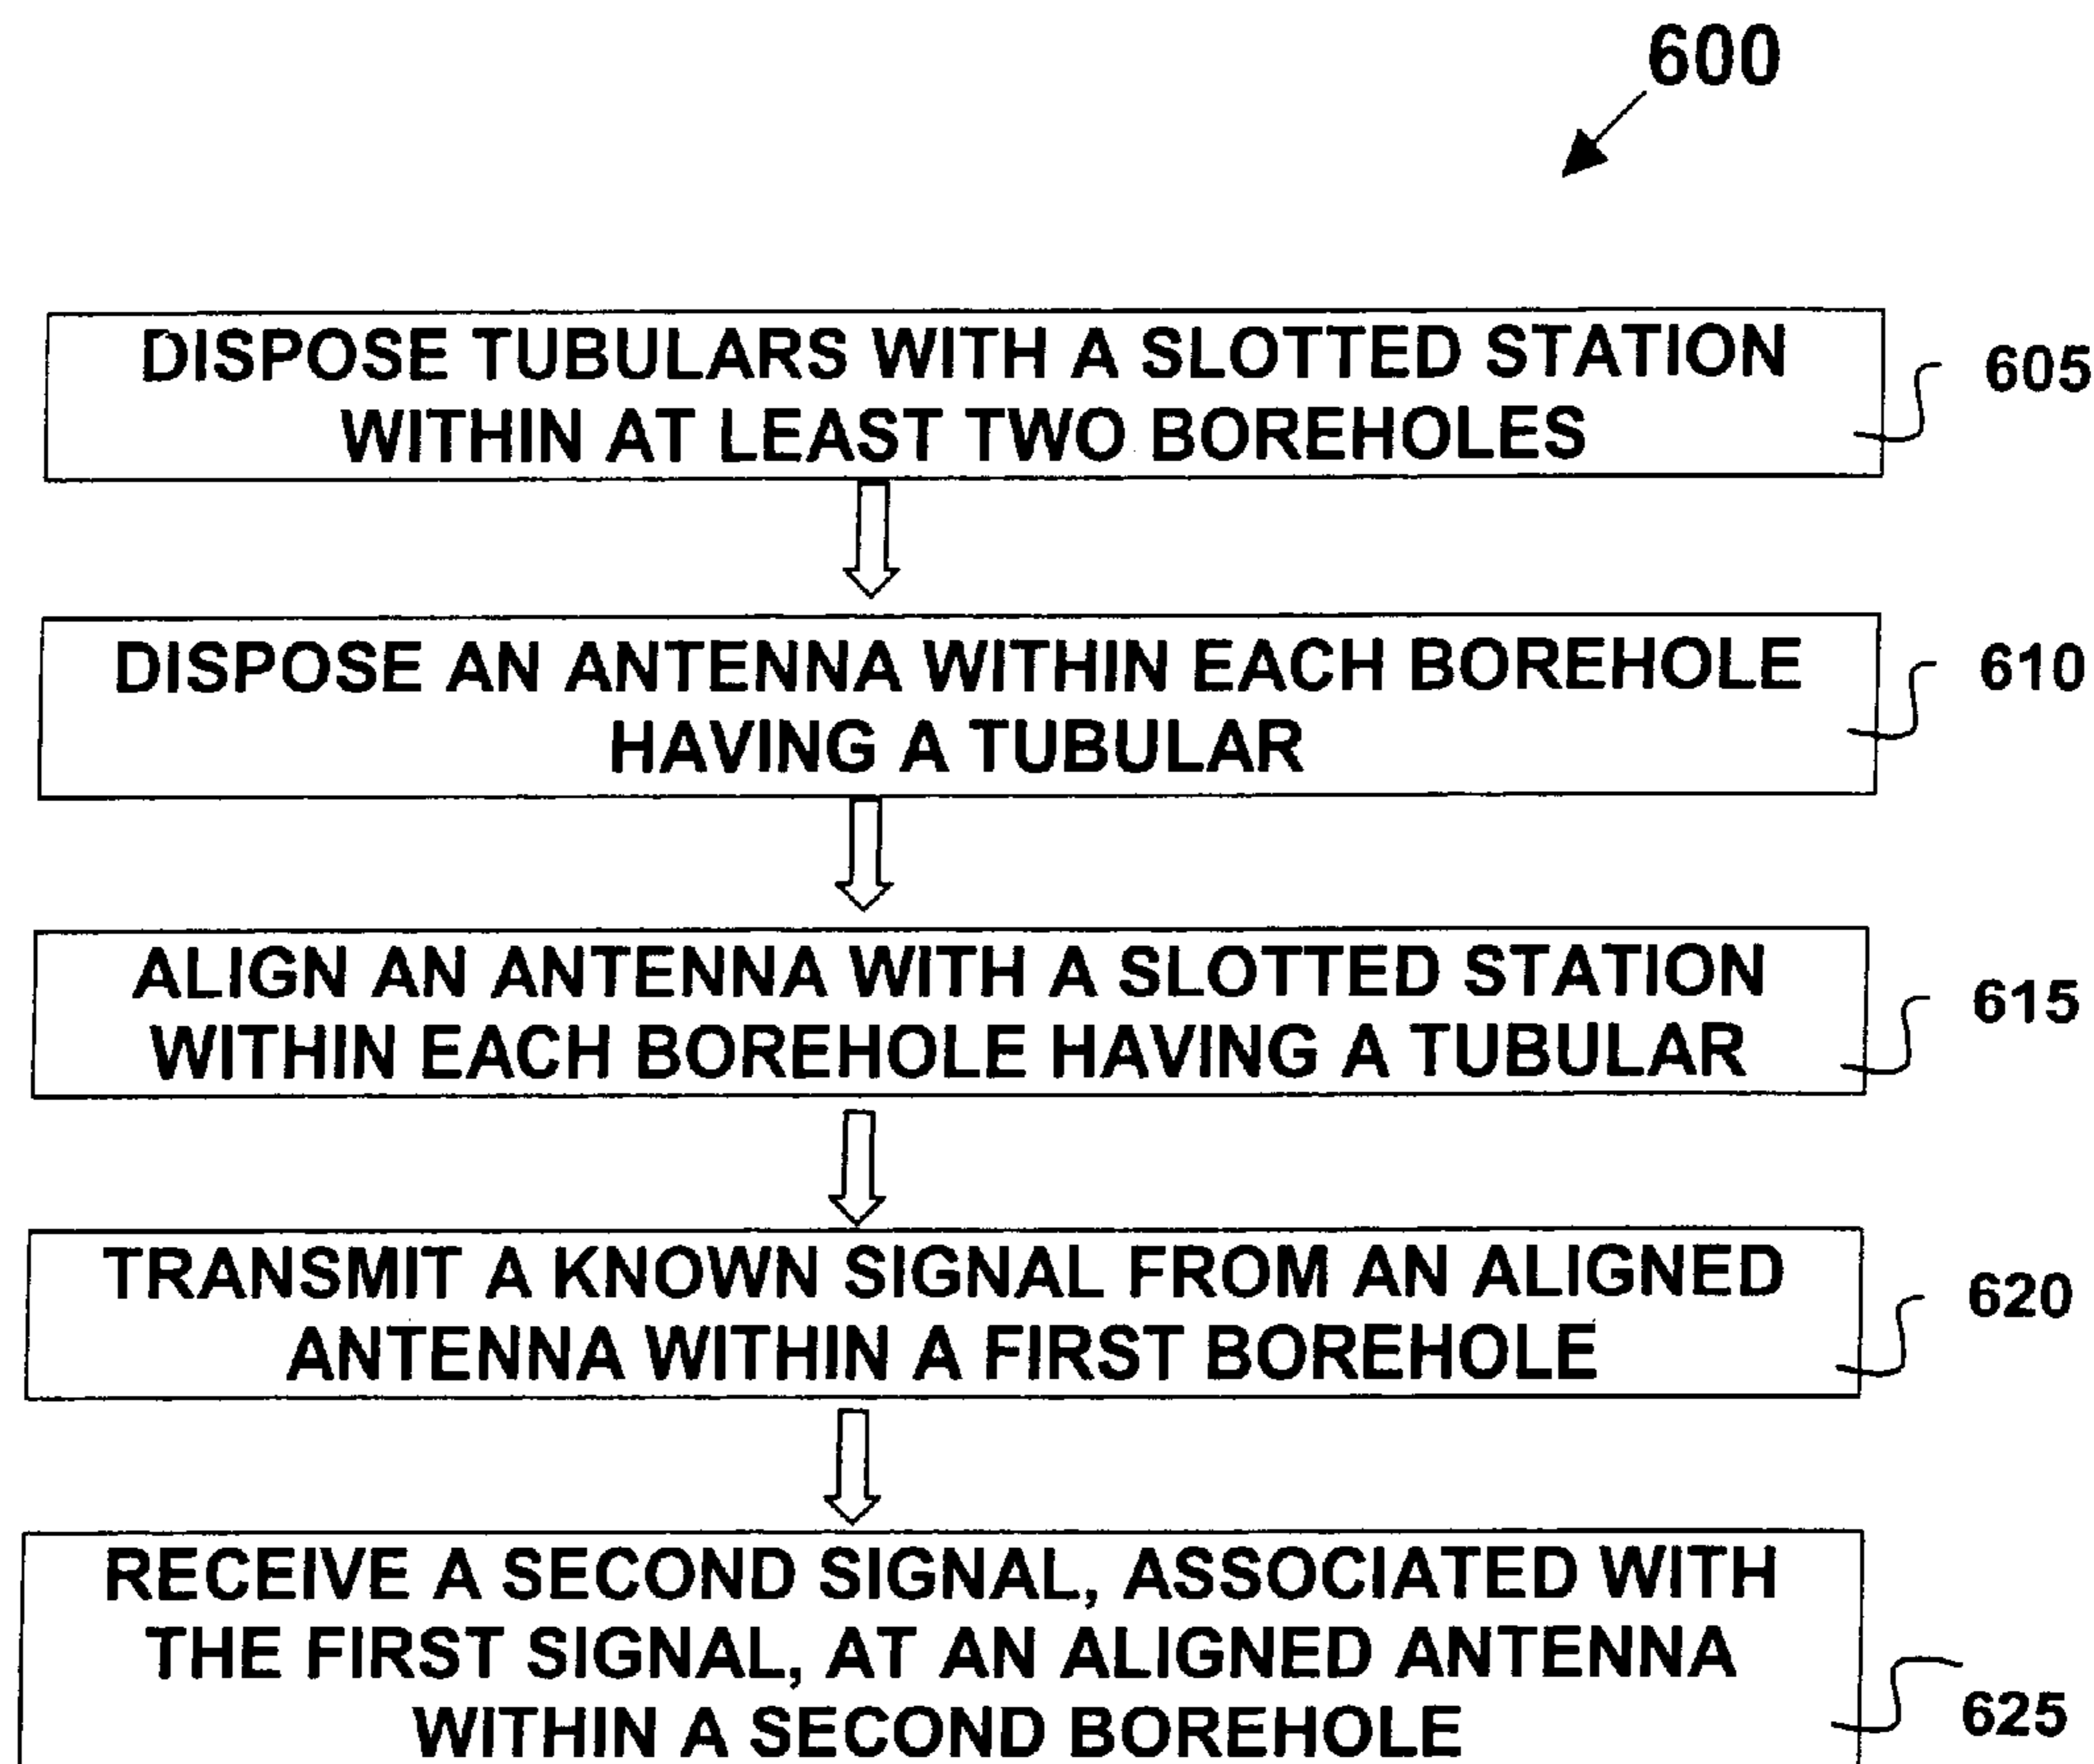 600
DISPOSE TUBULARS WITH A SLOTTED STATION
WITHIN AT LEAST TWO BOREHOLES
605
DISPOSE AN ANTENNA WITHIN EACH BOREHOLE
HAVING A TUBULAR
610
ALIGN AN ANTENNA WITH A SLOTTED STATION
WITHIN EACH BOREHOLE HAVING A TUBULAR
615
TRANSMIT A KNOWN SIGNAL FROM AN ALIGNED
ANTENNA WITHIN A FIRST BOREHOLE
620
RECEIVE A SECOND SIGNAL, ASSOCIATED WITH
THE FIRST SIGNAL, AT AN ALIGNED ANTENNA
WITHIN A SECOND BOREHOLE
625